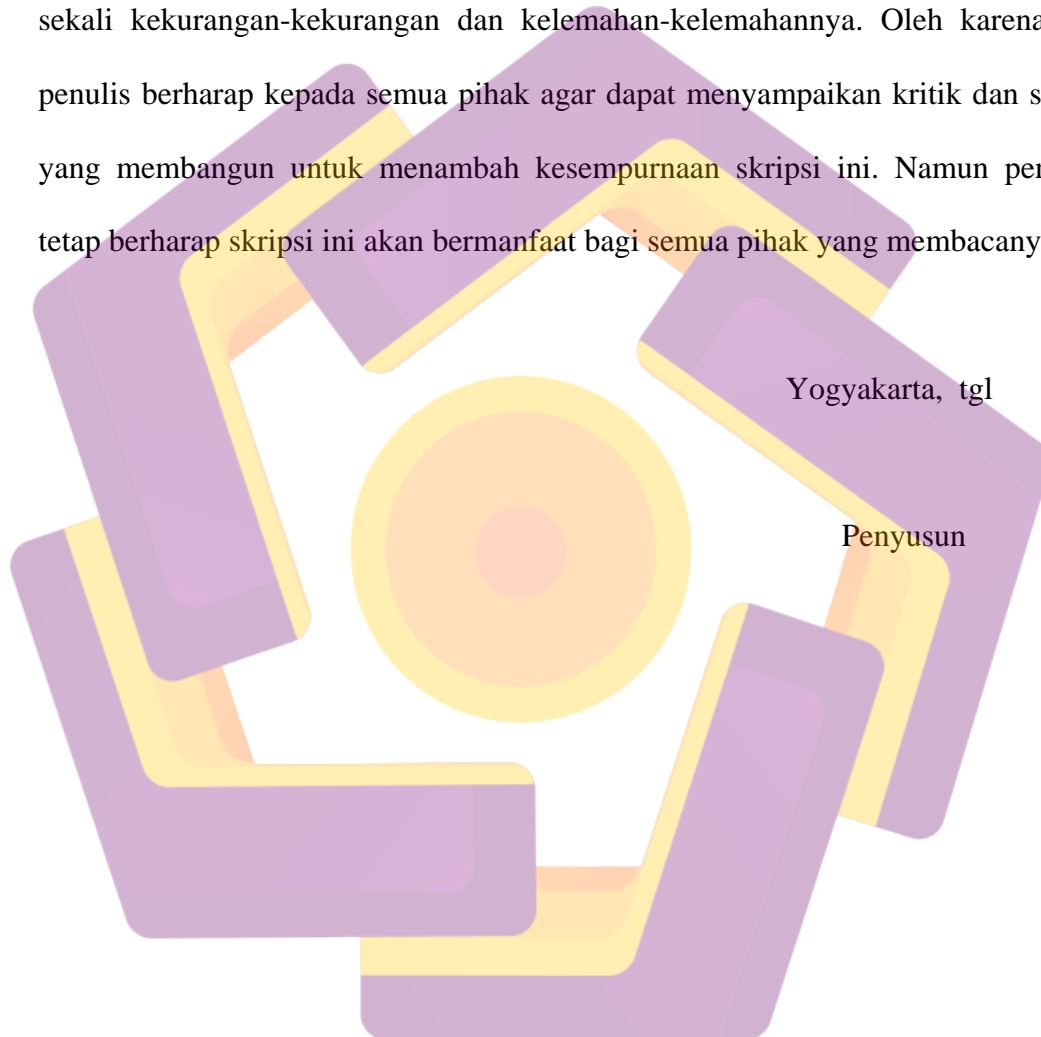 sekali kekurangan-kekurangan dan kelemahan-kelemahannya. Oleh karena
penulis berharap kepada semua pihak agar dapat menyampaikan kritik dan
yang membangun untuk menambah kesempurnaan skripsi ini. Namun
tetap berharap skripsi ini akan bermanfaat bagi semua pihak yang
Yogyakarta, tgl
Penyusun